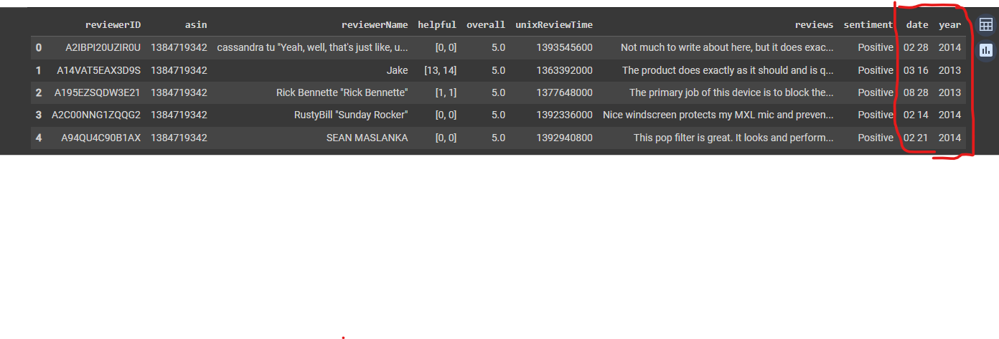 reviewerID asin reviewerName helpful overall unixReviewTime reviews sentiment date year
0 A2IBPI20UZIR0U 1384719342 cassandra tu "Yeah, well, that's just like, u... [0, 0] 5.0 1393545600 Not much to write about here, but it does exac... Positive 02 28 2014
1 A14VAT5EAX3D9S 1384719342 Jake [13, 14] 5.0 1363392000 The product does exactly as it should and is q... Positive 03 16 2013
2 A195EZSQDW3E21 1384719342 Rick Bennette "Rick Bennette" [1, 1] 5.0 1377648000 The primary job of this device is to block the... Positive 08 28 2013
3 A2C00NNG1ZQQG2 1384719342 RustyBill "Sunday Rocker" [0, 0] 5.0 1392336000 Nice windscreen protects my MXL mic and preven... Positive 02 14 2014
4 A94QU4C90B1AX 1384719342 SEAN MASLANKA [0, 0] 5.0 1392940800 This pop filter is great. It looks and perform... Positive 02 21 2014